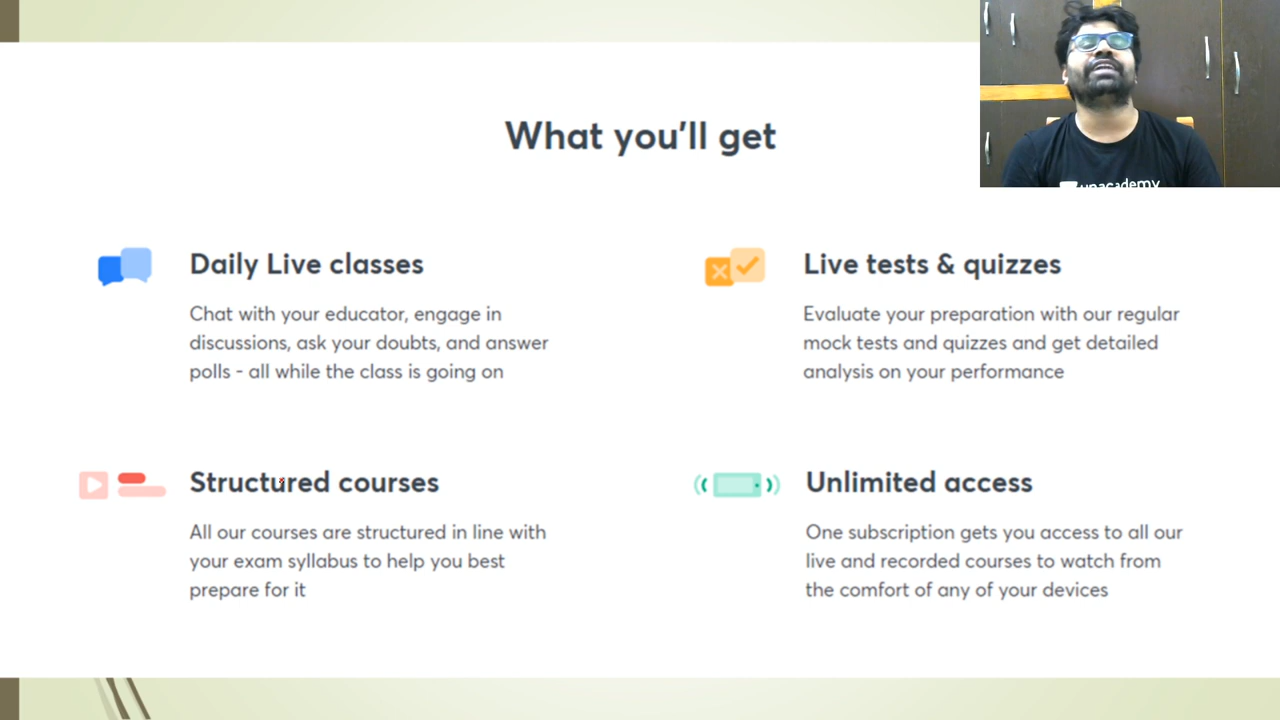 What you'll get
Daily Live classes
Chat with your educator, engage in
discussions, ask your doubts, and answer
polls - all while the class is going on
Live tests & quizzes
Evaluate your preparation with our regular
mock tests and quizzes and get detailed
analysis on your performance
Structured courses
All our courses are structured in line with
your exam syllabus to help you best
prepare for it
Unlimited access
One subscription gets you access to all our
live and recorded courses to watch from
the comfort of any of your devices
unacademy